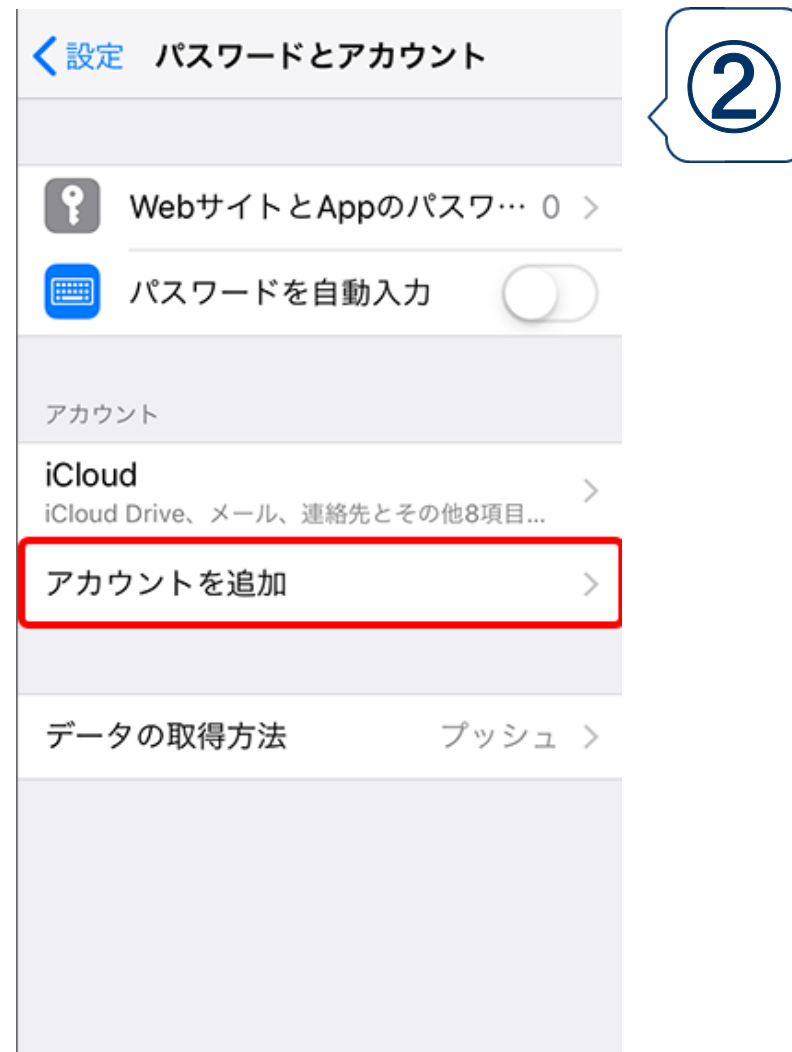 設定 パスワードとアカウント
②
WebサイトとAppのパスワ… 0
パスワードを自動入力
アカウント
iCloud
iCloud Drive、メール、連絡先とその他8項目...
アカウントを追加
データの取得方法 プッシュ